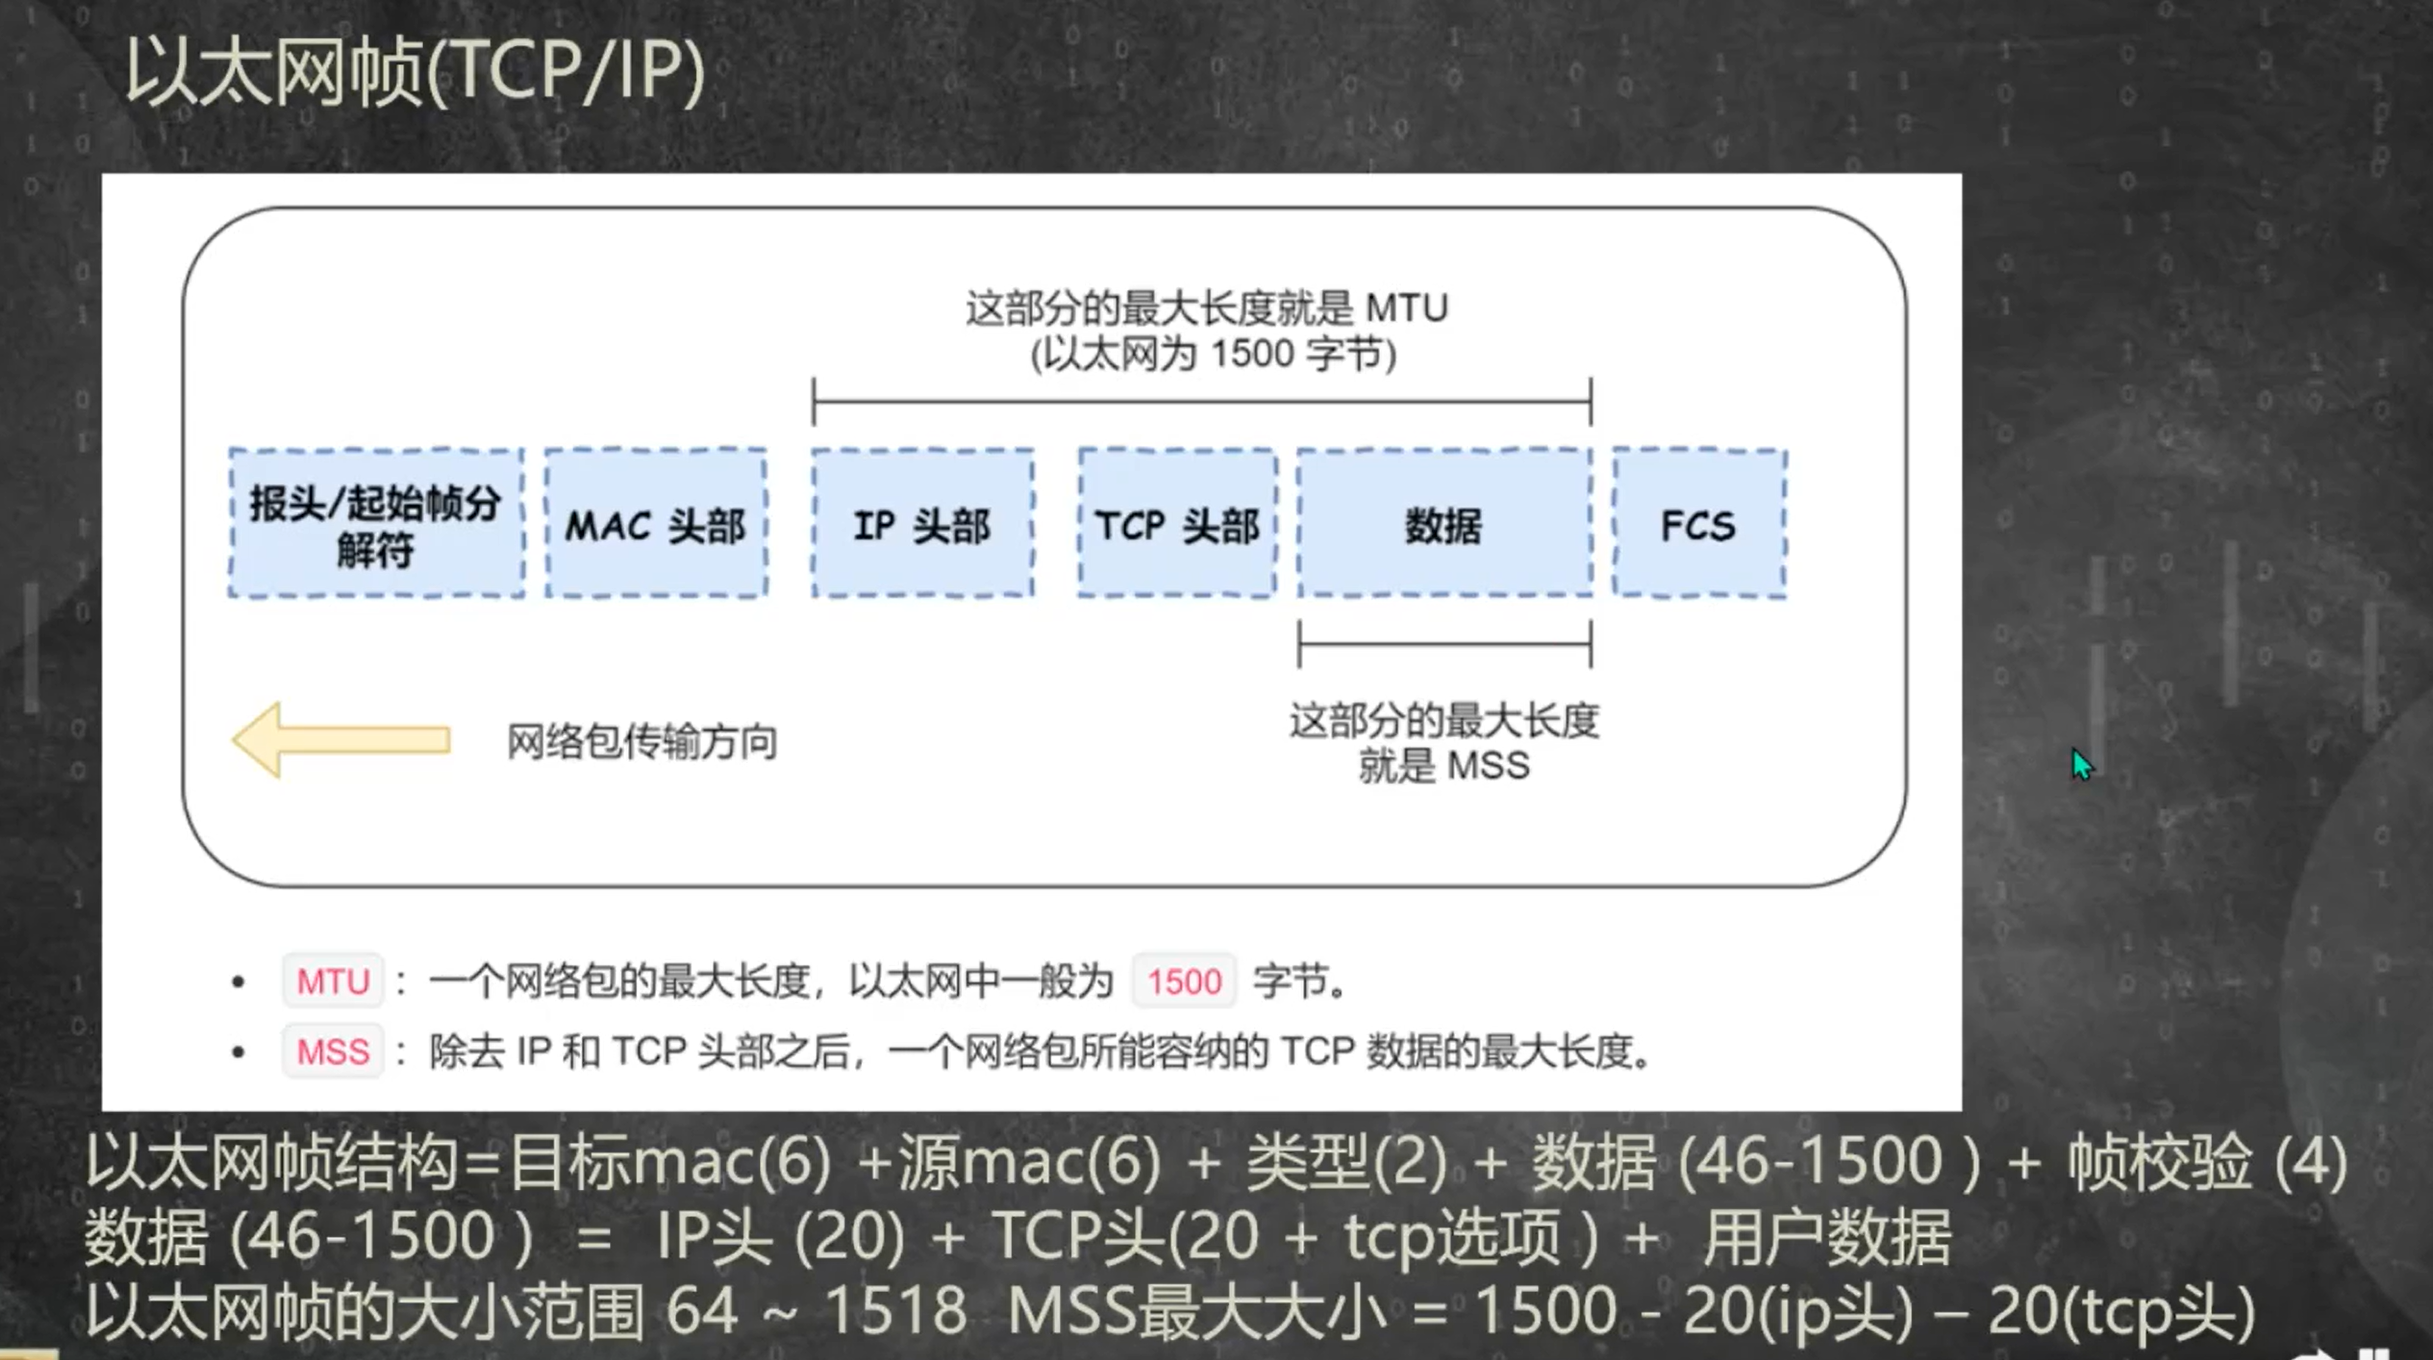 以太网帧(TCP/IP)
这部分的最大长度就是 MTU
(以太网为 1500 字节)
报头/起始帧分
解符
MAC 头部
IP 头部
TCP 头部
数据
FCS
网络包传输方向
这部分的最大长度
就是 MSS
• MTU : 一个网络包的最大长度，以太网中一般为 1500 字节。
• MSS : 除去 IP 和 TCP 头部之后，一个网络包所能容纳的 TCP 数据的最大长度。
以太网帧结构=目标mac(6) +源mac(6) + 类型(2) + 数据 (46-1500 ) + 帧校验 (4)
数据 (46-1500 ) = IP头 (20) + TCP头(20 + tcp选项 ) + 用户数据
以太网帧的大小范围 64 ~ 1518 MSS最大大小 = 1500 - 20(ip头) – 20(tcp头)